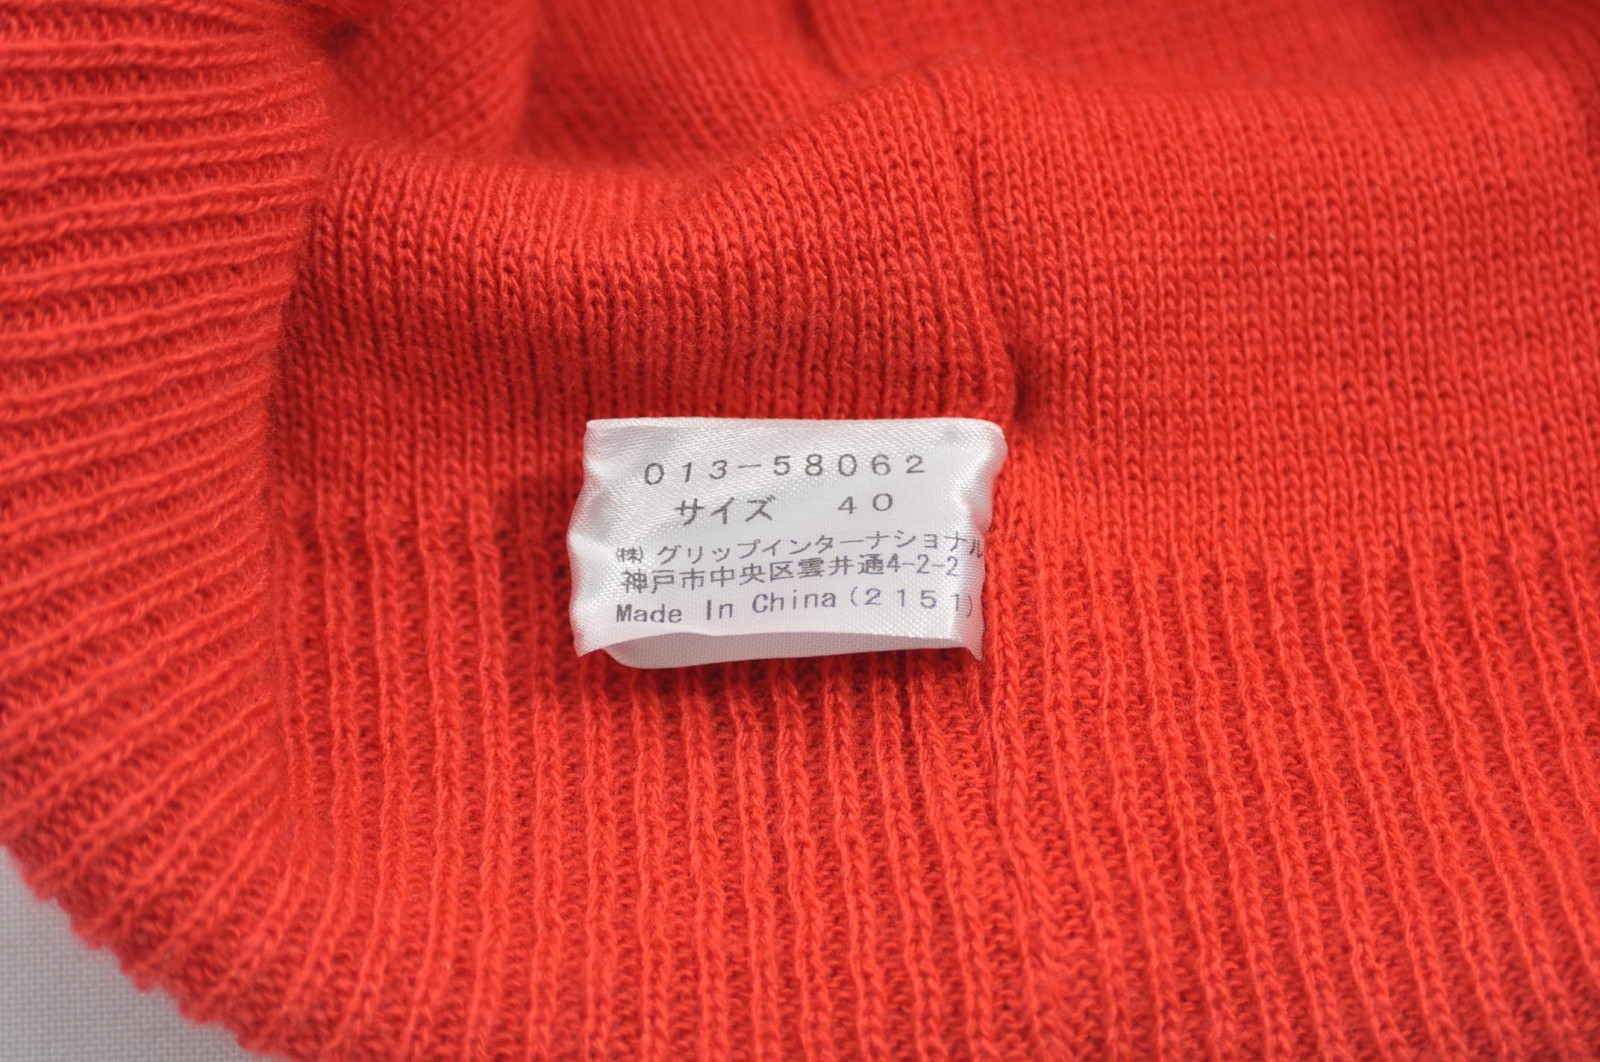 013-58062
サイズ 40
㈱ グリップインターナショナル
神戸市中央区雲井通4-2-2
Made In China(2151)